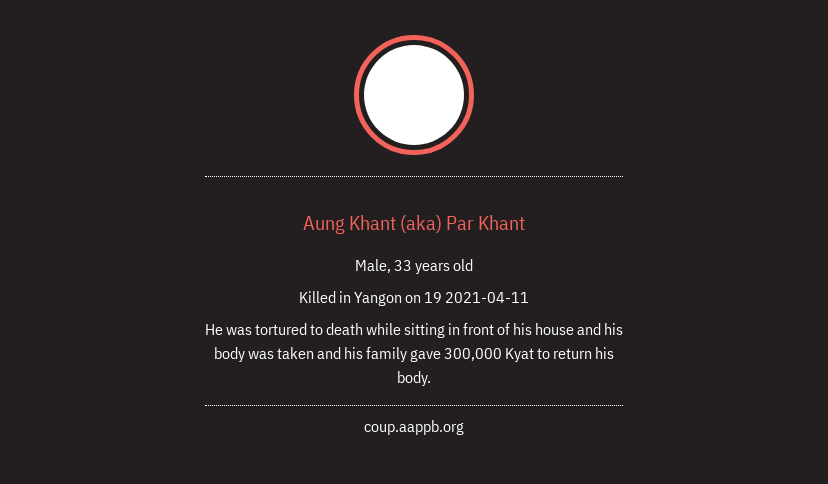 Aung Khant (aka) Par Khant
Male, 33 years old
Killed in Yangon on 19 2021-04-11
He was tortured to death while sitting in front of his house and his
body was taken and his family gave 300,000 Kyat to return his
body.
coup.aappb.org